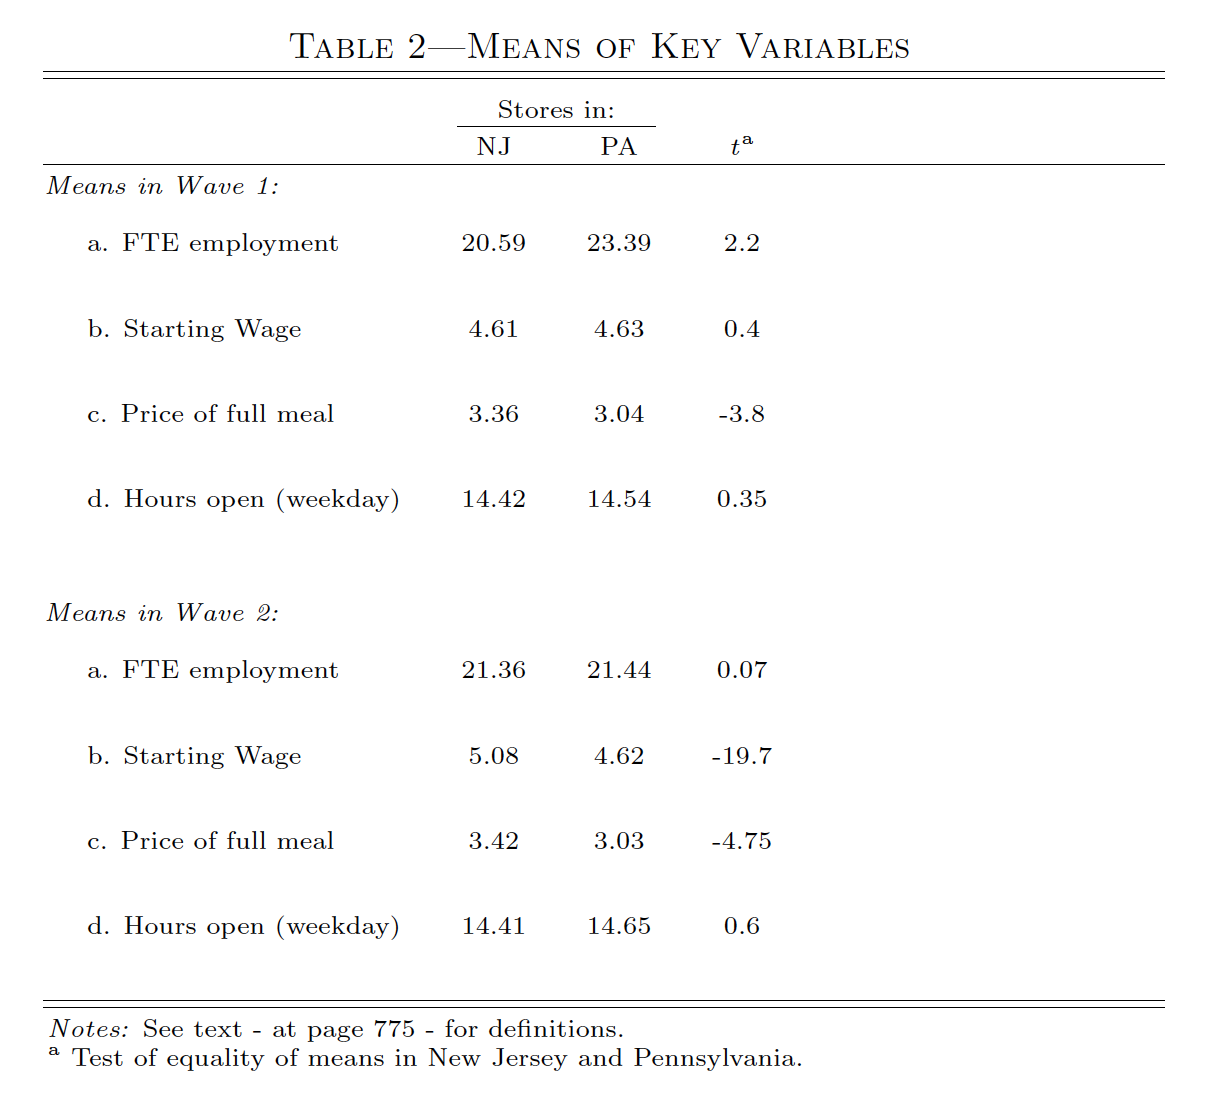 TABLE 2—MEANS OF KEY VARIABLES
Stores in:
NJ PA t^a
Means in Wave 1:
a. FTE employment 20.59 23.39 2.2
b. Starting Wage 4.61 4.63 0.4
c. Price of full meal 3.36 3.04 -3.8
d. Hours open (weekday) 14.42 14.54 0.35
Means in Wave 2:
a. FTE employment 21.36 21.44 0.07
b. Starting Wage 5.08 4.62 -19.7
c. Price of full meal 3.42 3.03 -4.75
d. Hours open (weekday) 14.41 14.65 0.6
Notes: See text - at page 775 - for definitions.
^a Test of equality of means in New Jersey and Pennsylvania.